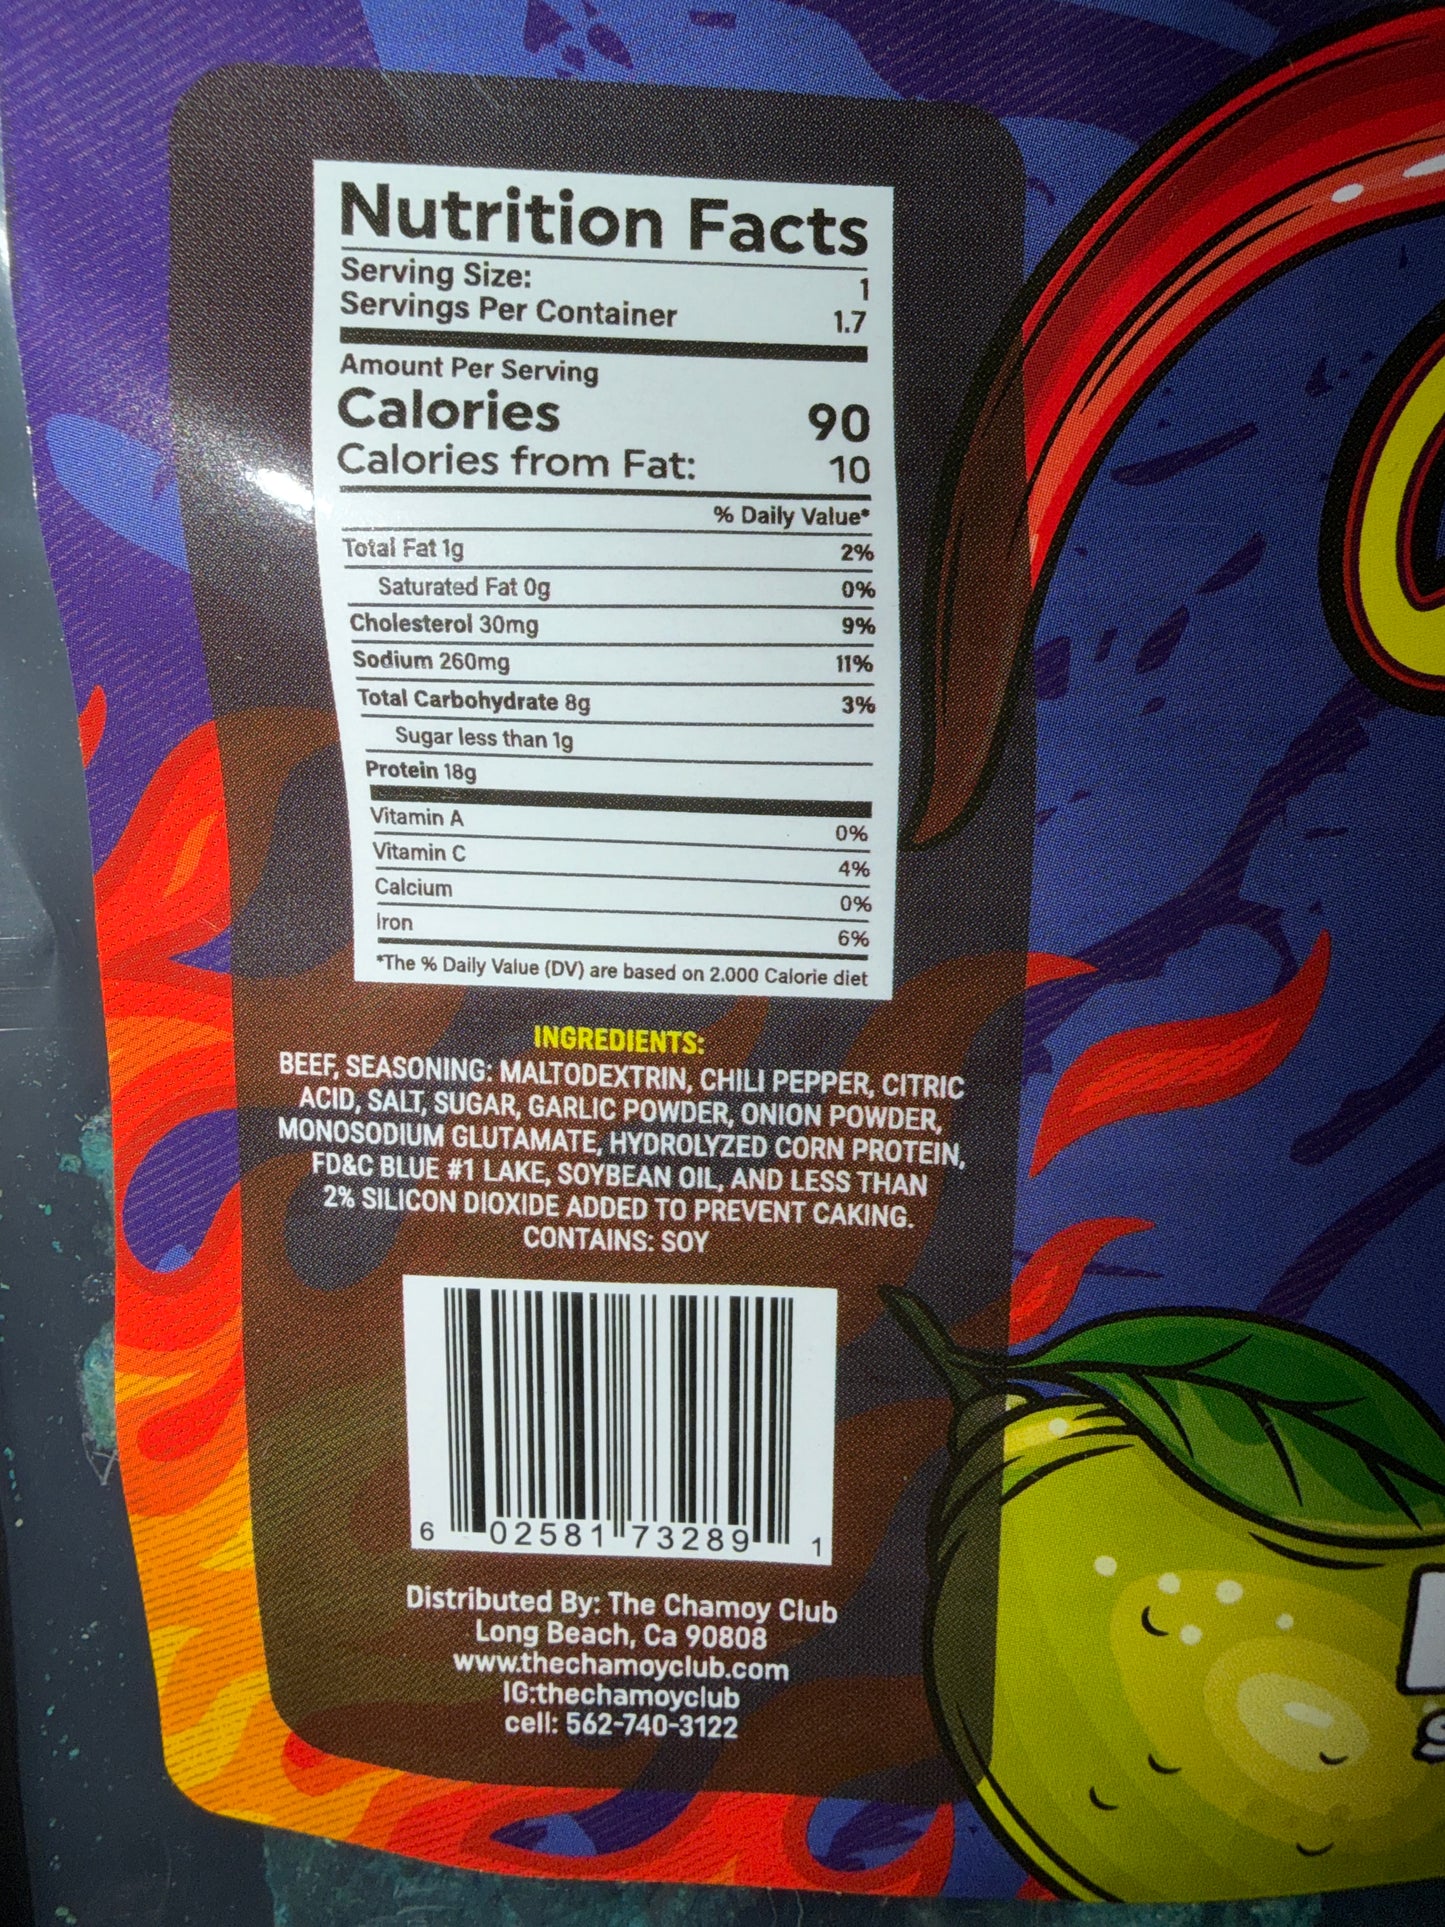 Nutrition Facts
Serving Size: 1
Servings Per Container 1.7
Amount Per Serving
Calories 90
Calories from Fat: 10
% Daily Value*
Total Fat 1g 2%
Saturated Fat 0g 0%
Cholesterol 30mg 9%
Sodium 260mg 11%
Total Carbohydrate 8g 3%
Sugar less than 1g
Protein 18g
Vitamin A 0%
Vitamin C 4%
Calcium 0%
Iron 6%
*The % Daily Value (DV) are based on 2.000 Calorie diet
INGREDIENTS:
BEEF, SEASONING: MALTODEXTRIN, CHILI PEPPER, CITRIC
ACID, SALT, SUGAR, GARLIC POWDER, ONION POWDER,
MONOSODIUM GLUTAMATE, HYDROLYZED CORN PROTEIN,
FD&C BLUE #1 LAKE, SOYBEAN OIL, AND LESS THAN
2% SILICON DIOXIDE ADDED TO PREVENT CAKING.
CONTAINS: SOY
6 02581 73289 1
Distributed By: The Chamoy Club
Long Beach, Ca 90808
www.thechamoyclub.com
IG:thechamoyclub
cell: 562-740-3122